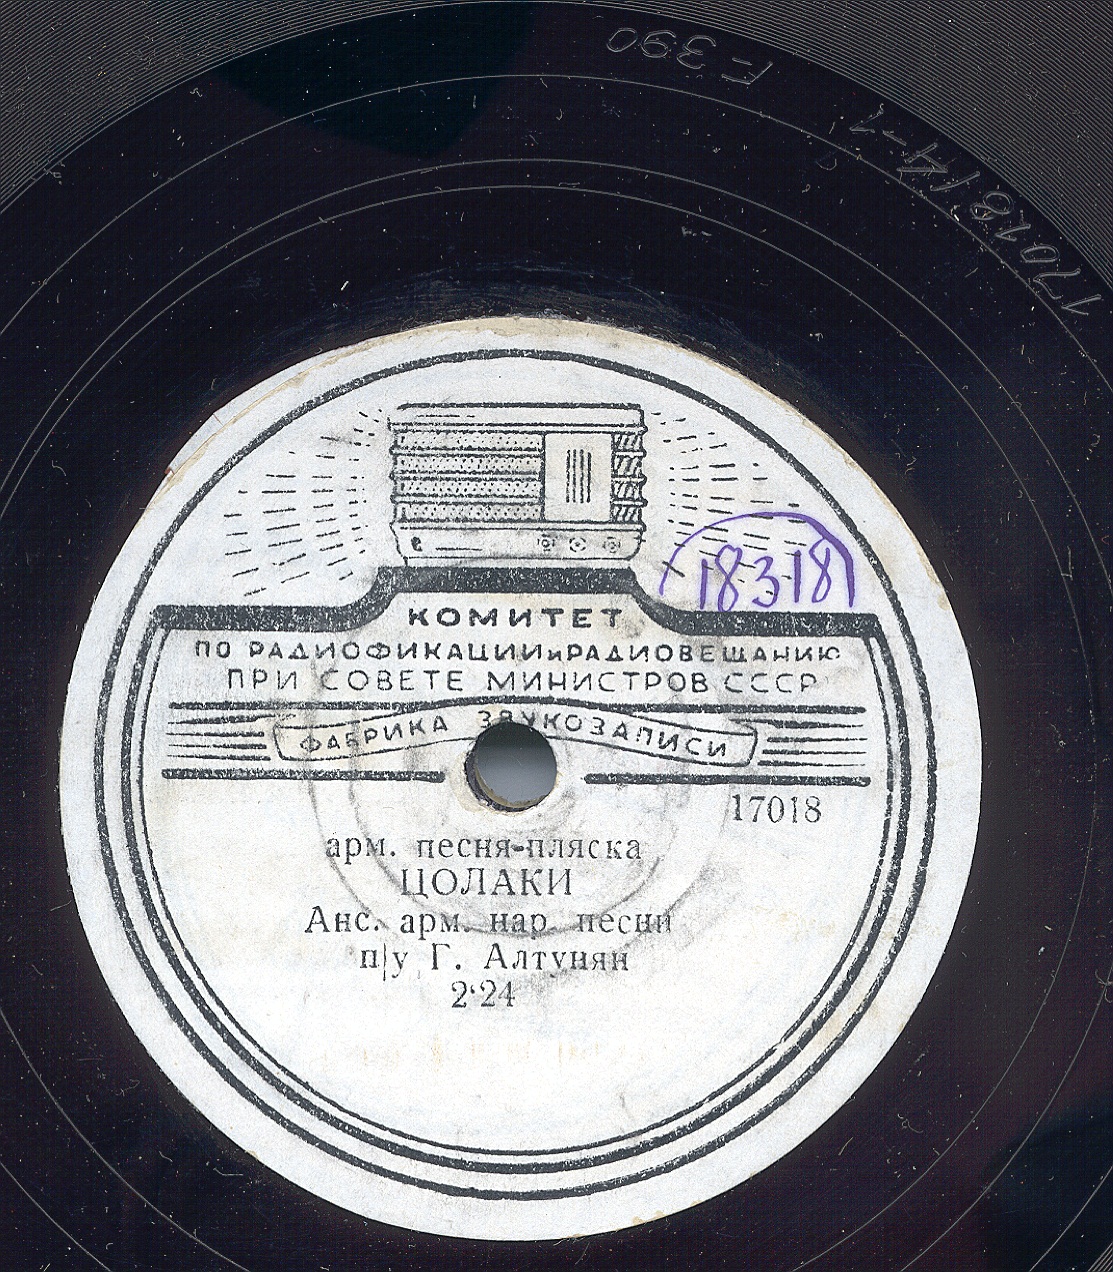 E-390
17018 14-1
18318
КОМИТЕТ
ПО РАДИОФИКАЦИИ и РАДИОВЕЩАНИЮ
ПРИ СОВЕТЕ МИНИСТРОВ СССР
ФАБРИКА ЗВУКОЗАПИСИ
17018
арм. песня-пляска
ЦОЛАКИ
Анс. арм. нар. песни
п/у Г. Алтунян
2‘24